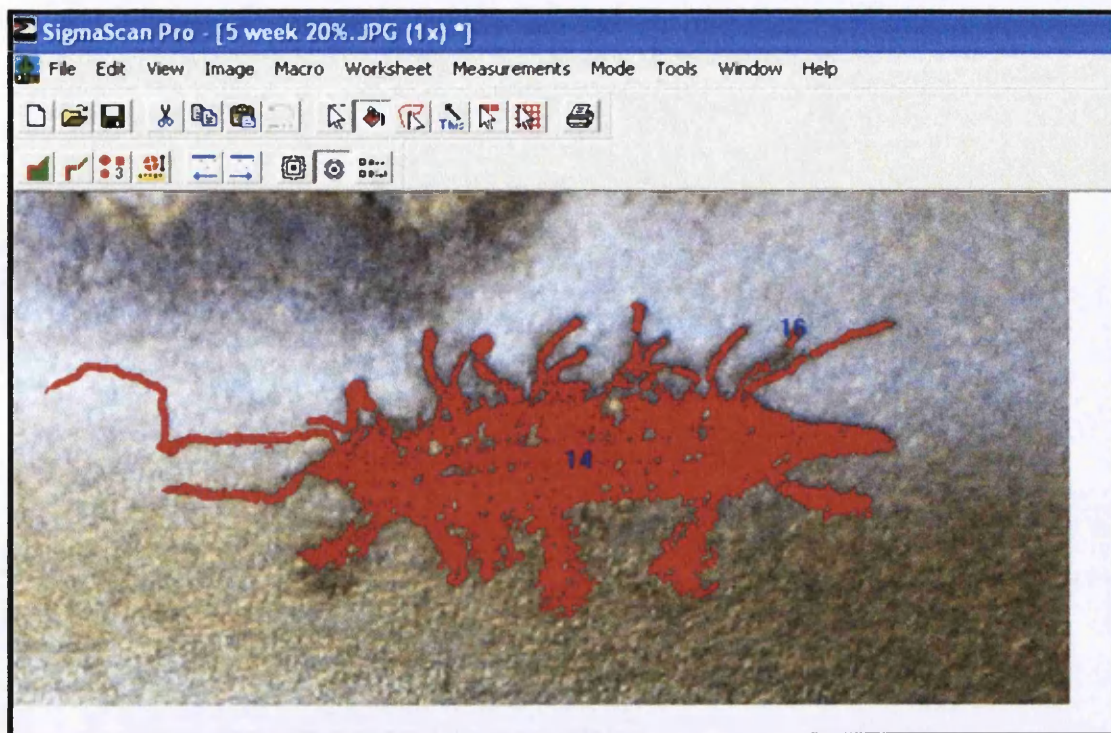 SigmaScan Pro - [5 week 20%.JPG (1x) *]
File Edit View Image Macro Worksheet Measurements Mode Tools Window Help
16
14